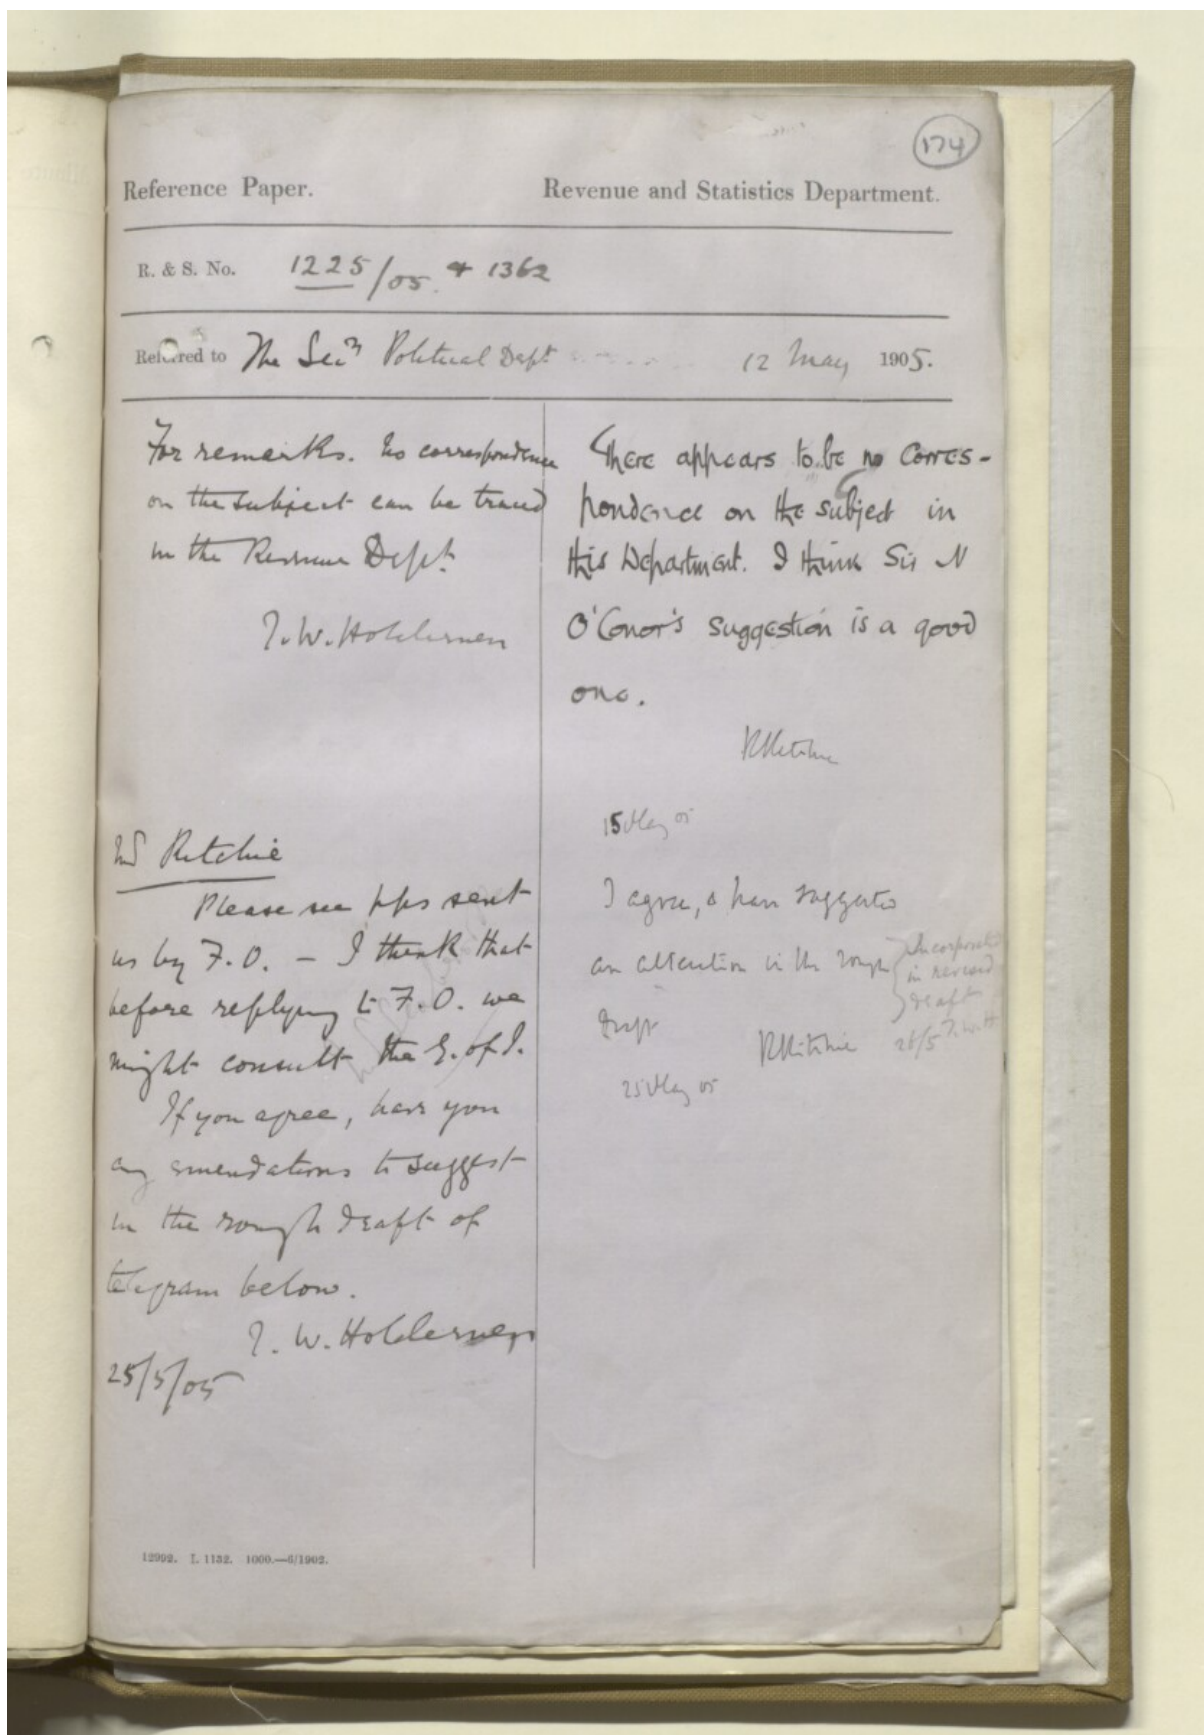 174
Reference Paper. Revenue and Statistics Department.
R. & S. No. 1225/05. & 1362
Referred to The Secy Political Dept 12 May 1905.
For remarks. No correspondence
on the subject can be traced
in the Revenue Dept.
T. W. Holderness
There appears to be no corres-
pondence on the subject in
this Department. I think Sir N
O'Conor's suggestion is a good
one.
R Ritchie
15 May 05
Mr Ritchie
Please see pps sent
us by F.O. — I think that
before replying to F.O. we
might consult the G. of I.
If you agree, have you
any emendations to suggest
in the rough draft of
telegram below.
T. W. Holderness
25/5/05
I agree, & have suggested
an alteration in the rough
draft
R Ritchie
25 May 05
Incorporated
in revised
draft
T.W.H
12992. I. 1132. 1000.—6/1902.